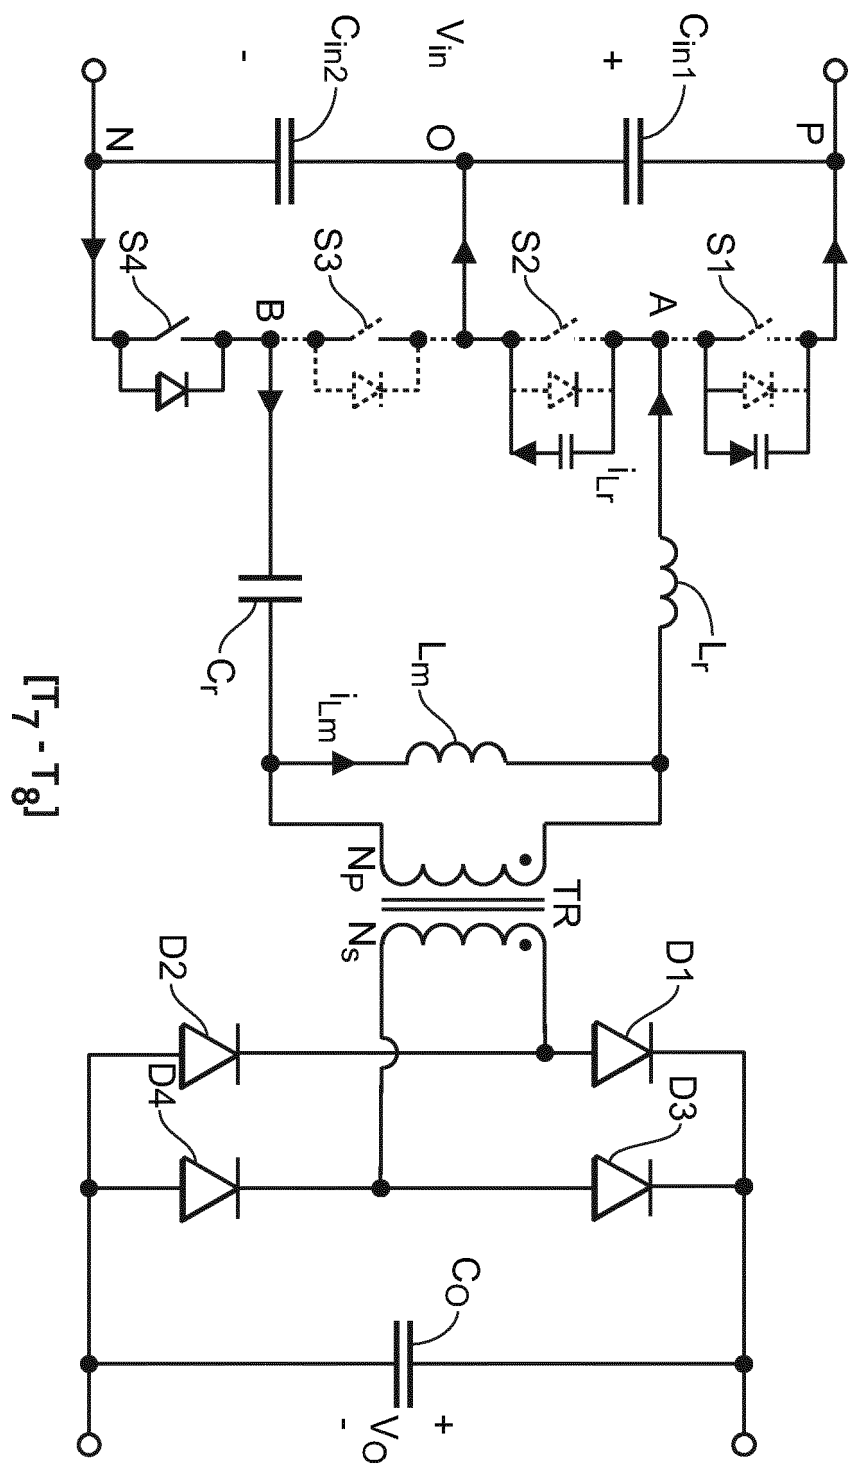 P
Cin1
+
Vin
O
Cin2
-
N
S1
A
S2
S3
B
S4
iLr
Lr
Cr
Lm
iLm
TR
NP
Ns
D1
D2
D3
D4
CO
+
VO
-
[T7 - T8]